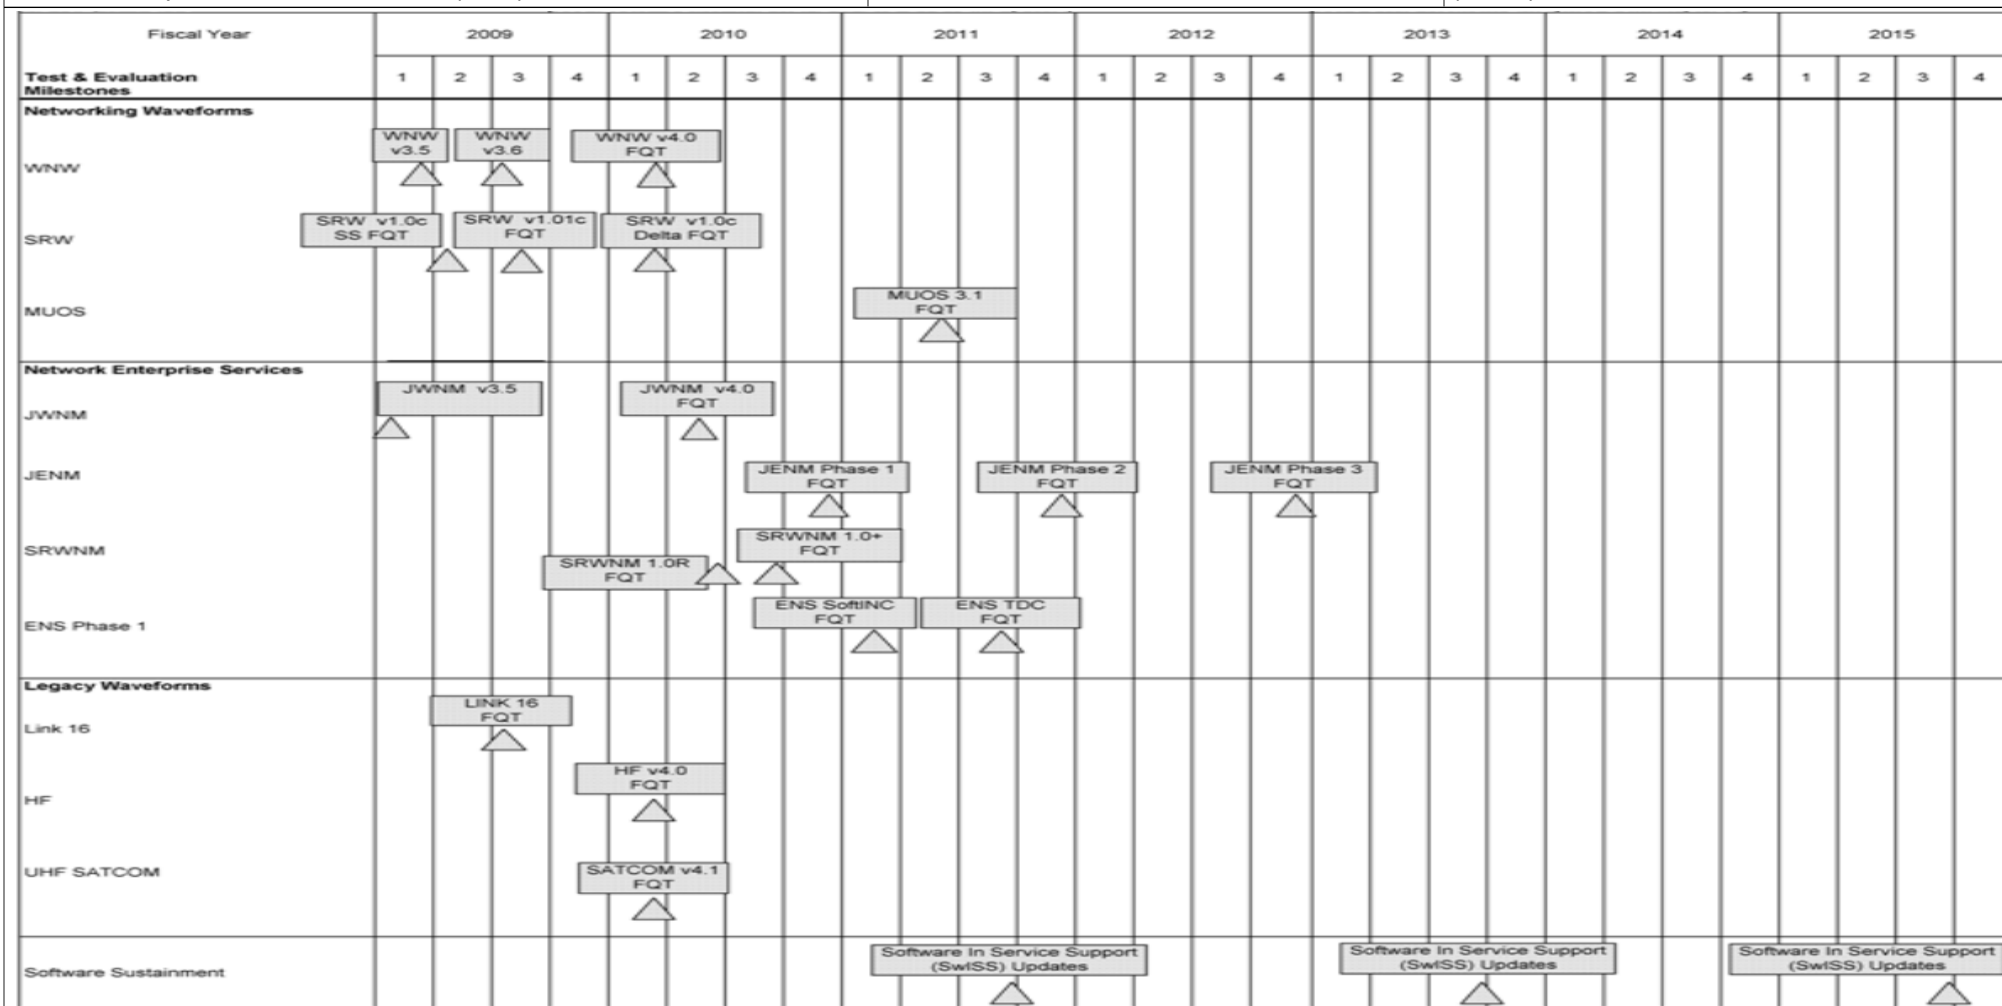 Fiscal Year 2009 2010 2011 2012 2013 2014 2015
Test & Evaluation 1 2 3 4 1 2 3 4 1 2 3 4 1 2 3 4 1 2 3 4 1 2 3 4 1 2 3 4
Milestones
Networking Waveforms
WNW WNW WNW v4.0
v3.5 v3.6 FQT
WNW
SRW v1.0c SRW v1.01c SRW v1.0c
SS FQT FQT Delta FQT
SRW
MUOS 3.1
FQT
MUOS
Network Enterprise Services
JWNM v3.5 JWNM v4.0
FQT
JWNM
JENM Phase 1 JENM Phase 2 JENM Phase 3
JENM
FQT FQT FQT
SRWNM 1.0+
FQT
SRWNM
SRWNM 1.0R
FQT
ENS SoftINC ENS TDC
FQT FQT
ENS Phase 1
Legacy Waveforms
LINK 16
FQT
Link 16
HF v4.0
FQT
HF
SATCOM v4.1
UHF SATCOM
FQT
Software In Service Support Software In Service Support Software In Service Support
(SwISS) Updates (SwISS) Updates (SwISS) Updates
Software Sustainment